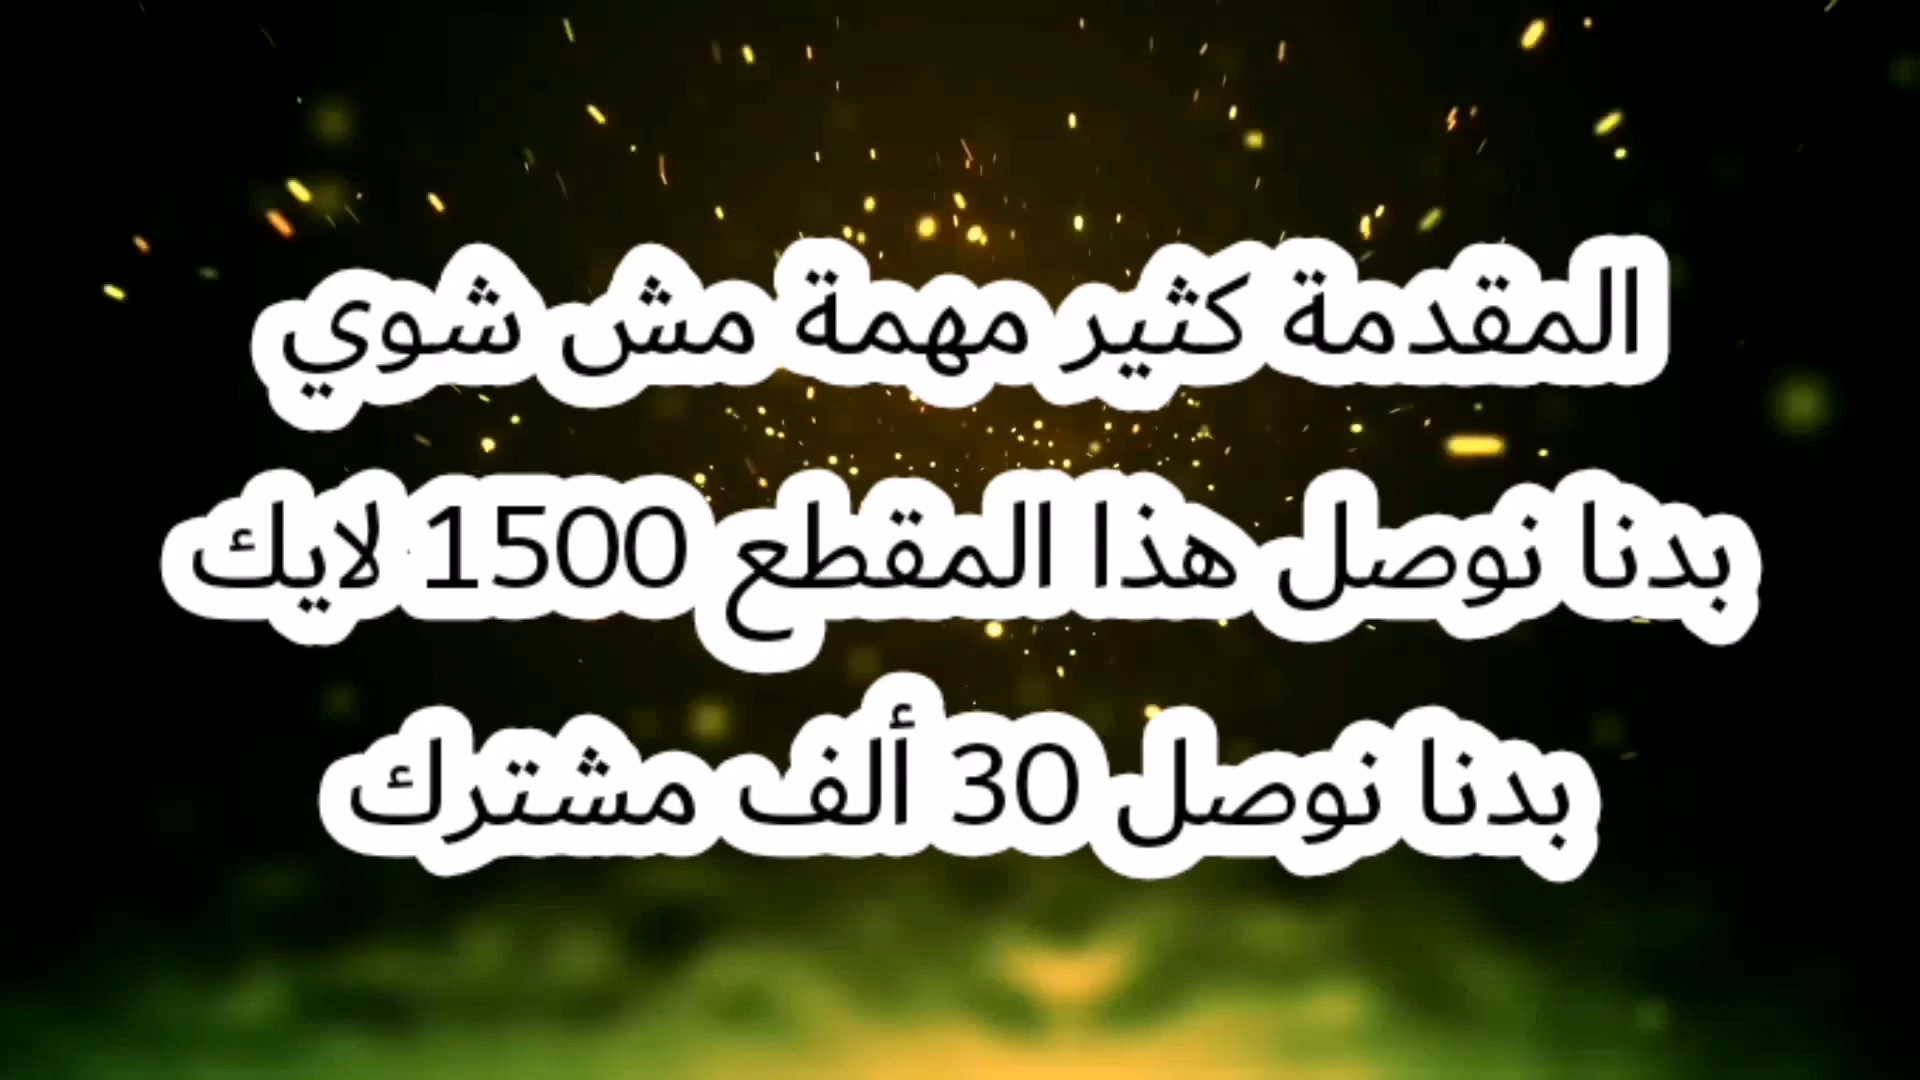 المقدمة كثير مهمة مش شوي
بدنا نوصل هذا المقطع 1500 لايك
بدنا نوصل 30 ألف مشترك